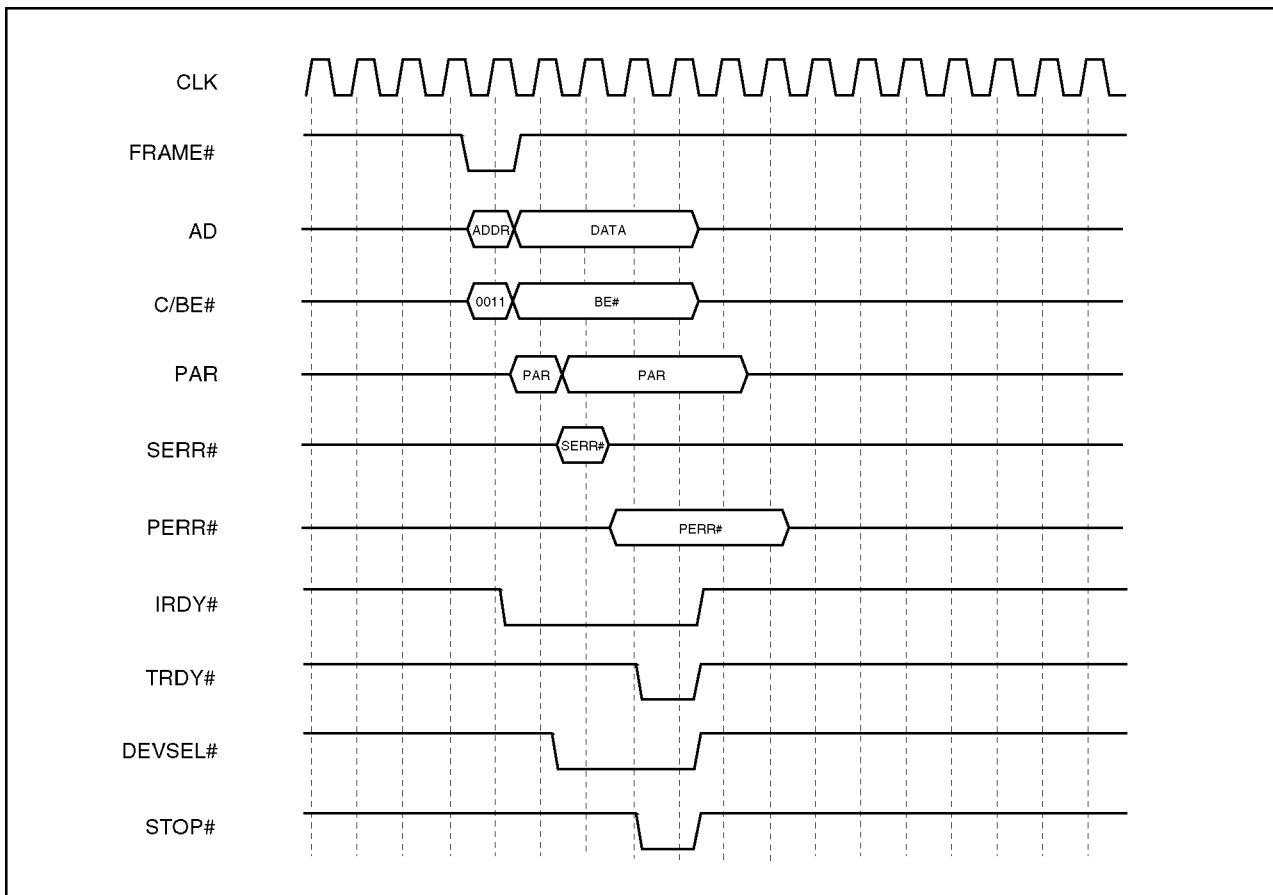 CLK
FRAME#
AD ADDR DATA
C/BE# 0011 BE#
PAR PAR PAR
SERR# SERR#
PERR# PERR#
IRDY#
TRDY#
DEVSEL#
STOP#